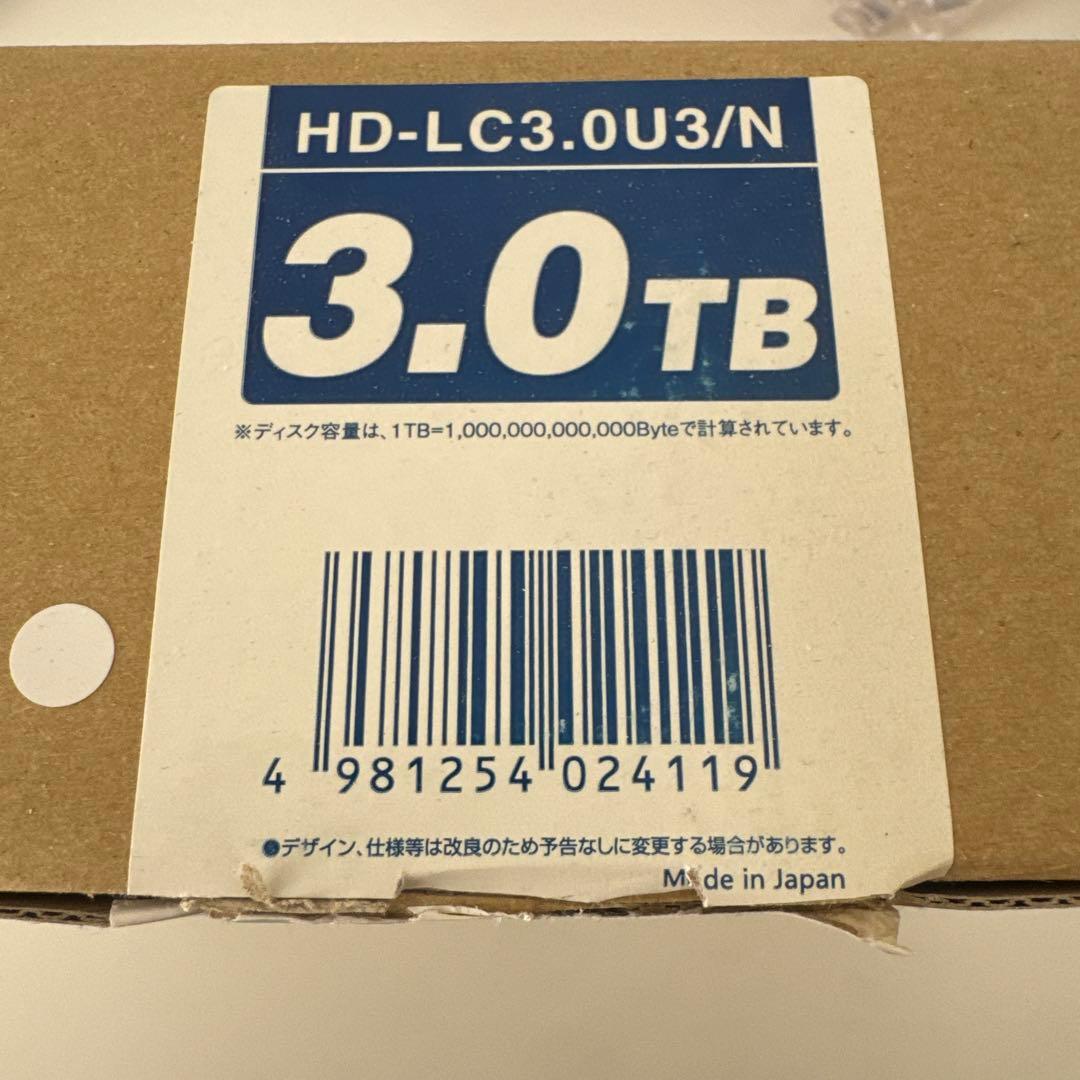 HD-LC3.0U3/N
3.0TB
※ディスク容量は、1TB=1,000,000,000,000Byteで計算されています。
4 981254 024119
●デザイン、仕様等は改良のため予告なしに変更する場合があります。
Made in Japan